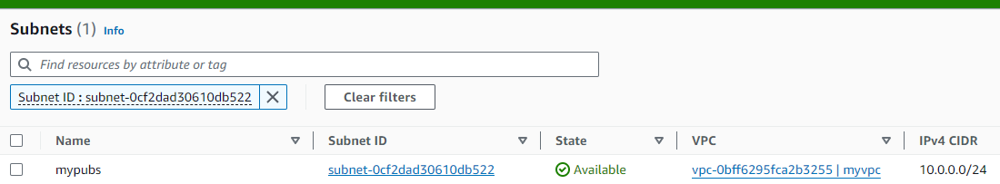 Subnets (1) Info
Find resources by attribute or tag
Subnet ID : subnet-0cf2dad30610db522 Clear filters
Name Subnet ID State VPC IPv4 CIDR
mypubs subnet-0cf2dad30610db522 Available vpc-0bff6295fca2b3255 | myvpc 10.0.0.0/24